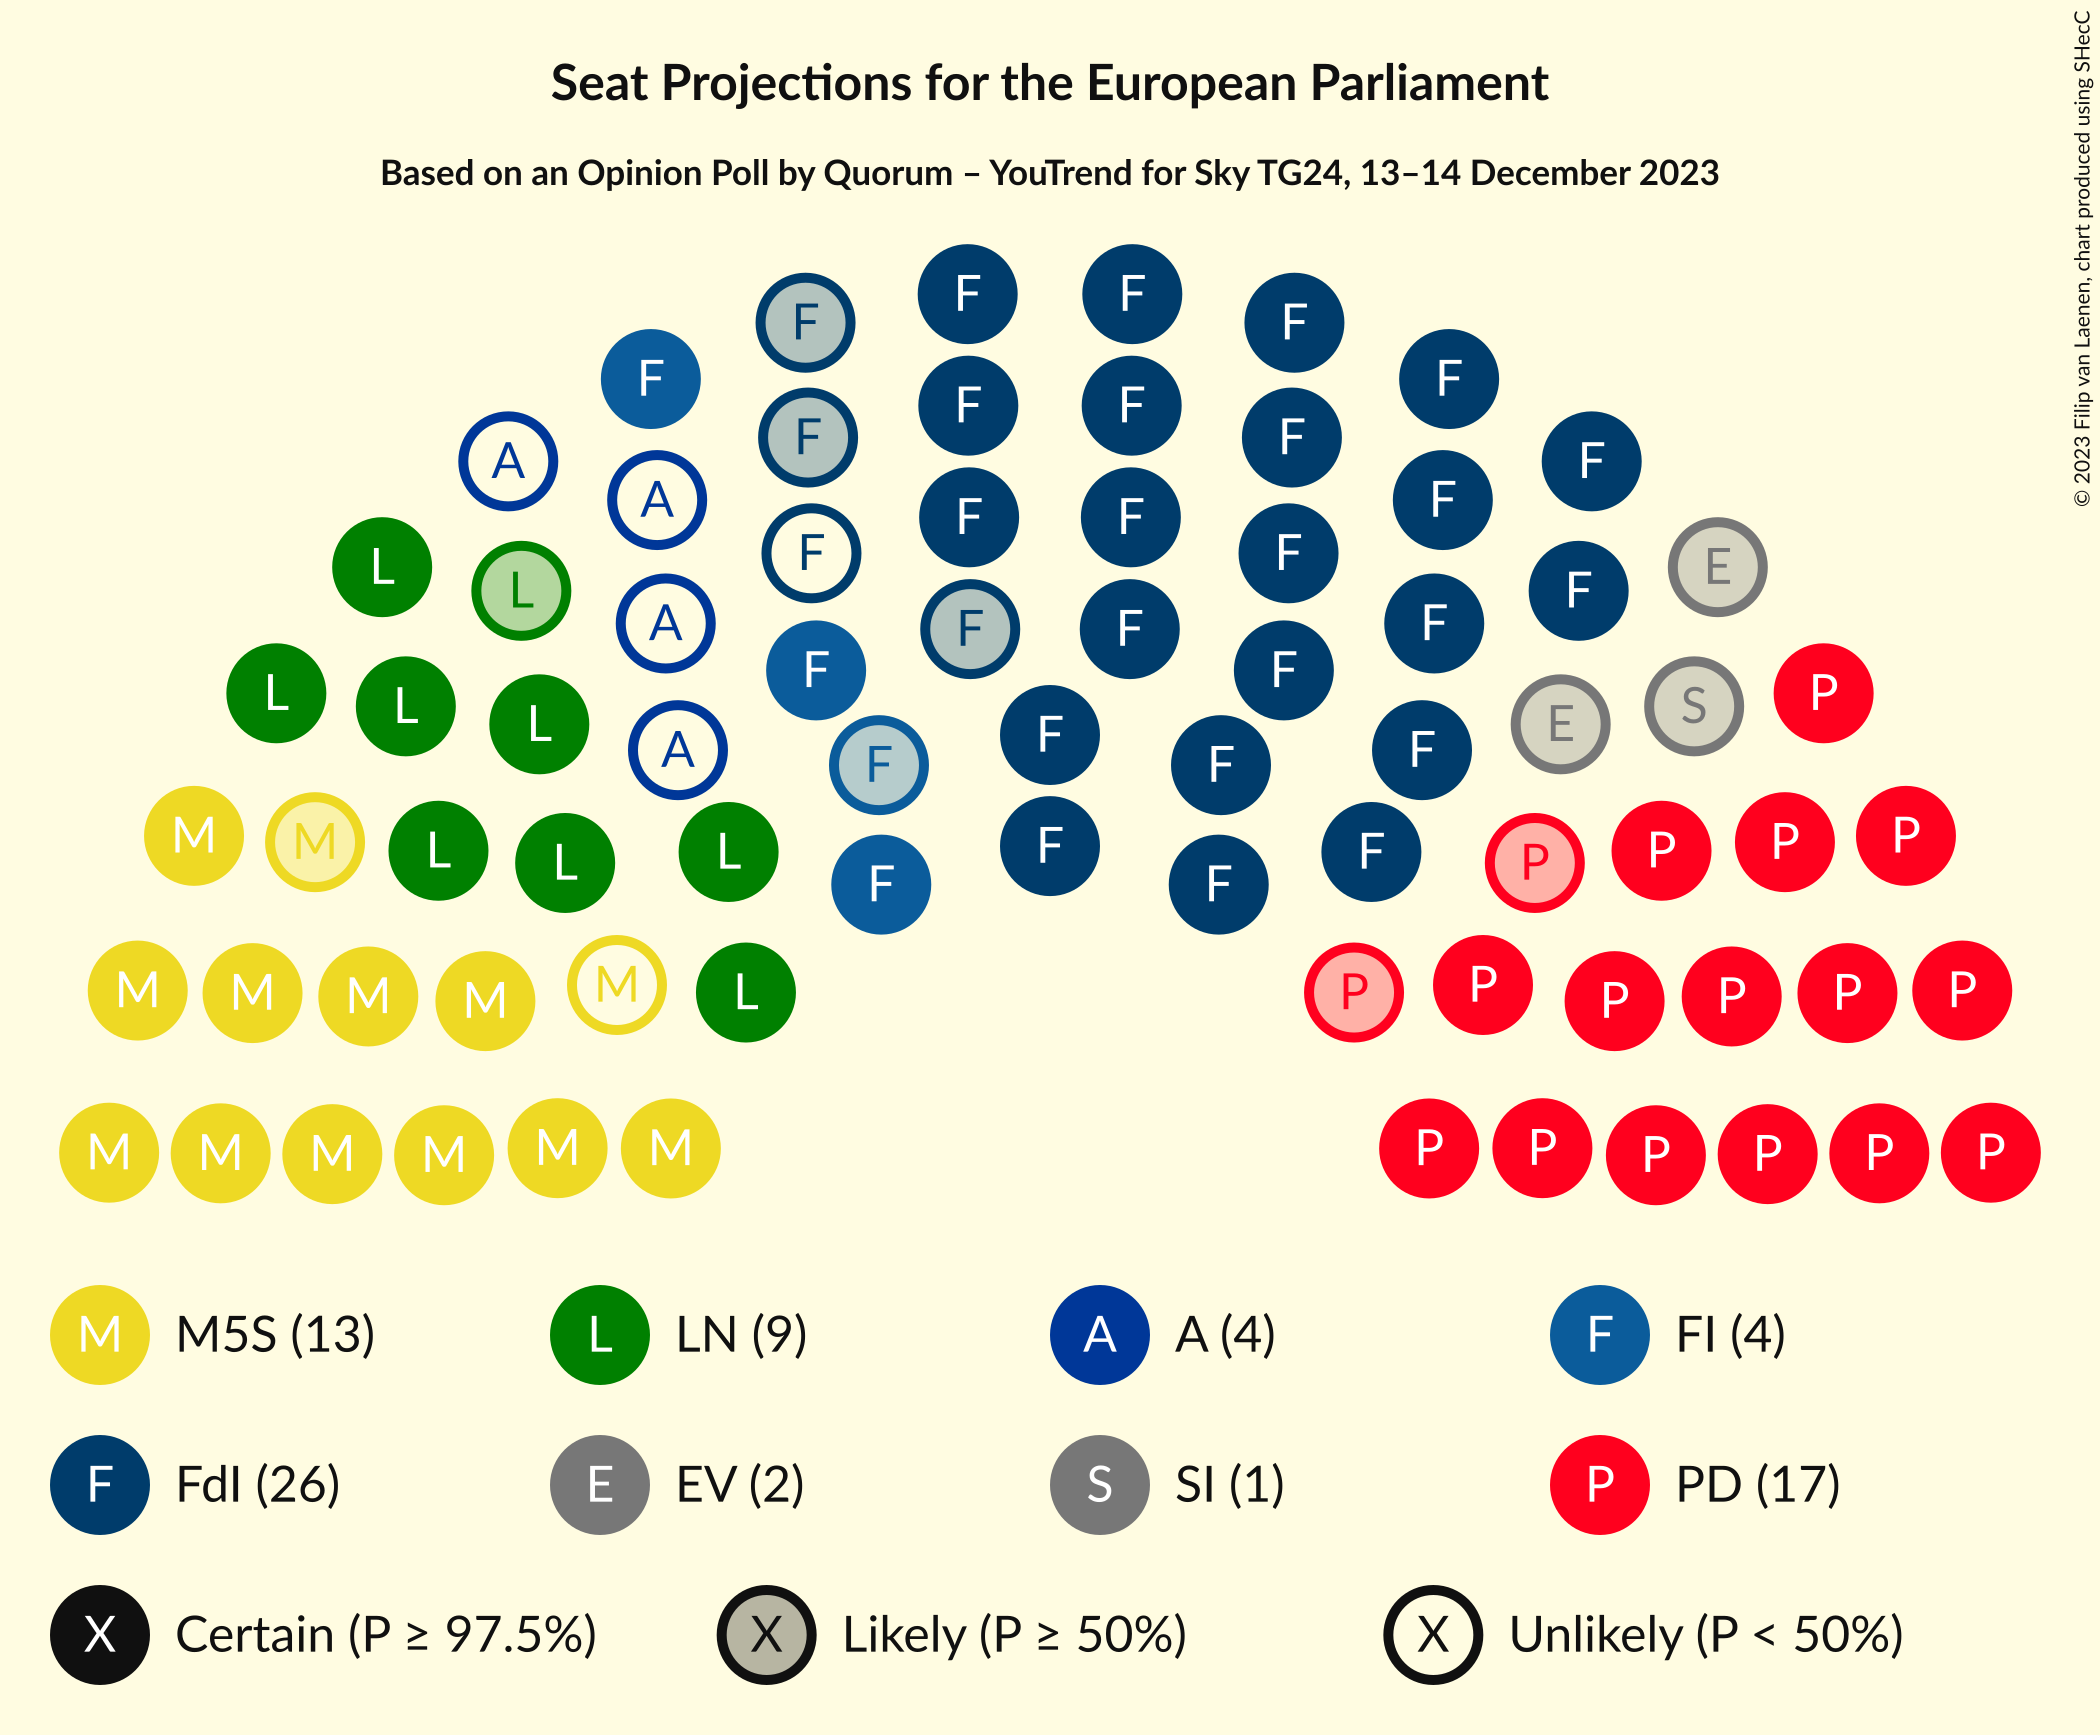 Seat Projections for the European Parliament
Based on an Opinion Poll by Quorum – YouTrend for Sky TG24, 13–14 December 2023
© 2023 Filip van Laenen, chart produced using SHecC
F F F F
F F
F F F F
A F
A F
F F F
L F E
L F
A F F
F F
L L L F E S P
A F F F F
M M L L L F F F F P P P P
M M M M M L P P P P P P
M M M M M M P P P P P P
M M5S (13) L LN (9) A A (4) F FI (4)
F FdI (26) E EV (2) S SI (1) P PD (17)
X Certain (P ≥ 97.5%) X Likely (P ≥ 50%) X Unlikely (P < 50%)